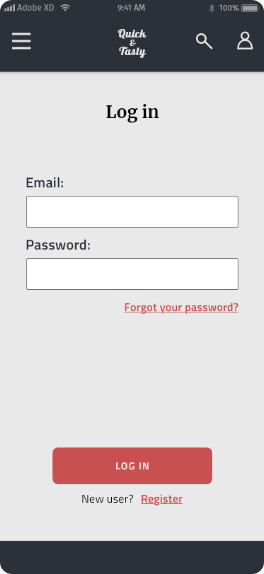 Adobe XD 9:41 AM 100%
Quick
&
Tasty
Log in
Email:
Password:
Forgot your password?
LOG IN
New user? Register